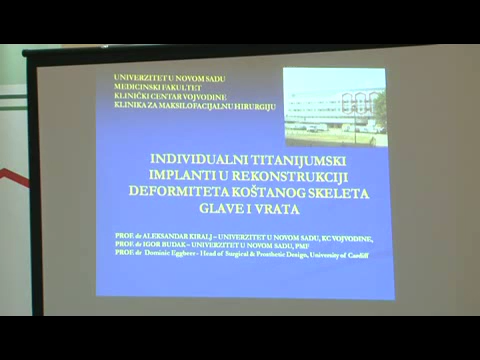 UNIVERZITET U NOVOM SADU
MEDICINSKI FAKULTET
KLINIČKI CENTAR VOJVODINE
KLINIKA ZA MAKSILOFACIJALNU HIRURGIJU
INDIVIDUALNI TITANIJUMSKI
IMPLANTI U REKONSTRUKCIJI
DEFORMITETA KOŠTANOG SKELETA
GLAVE I VRATA
PROF. dr ALEKSANDAR KIRALJ – UNIVERZITET U NOVOM SADU, KC VOJVODINE,
PROF. dr IGOR BUDAK – UNIVERZITET U NOVOM SADU, PMF
PROF. dr Dominic Eggbeer - Head of Surgical & Prosthetic Design, University of Cardiff